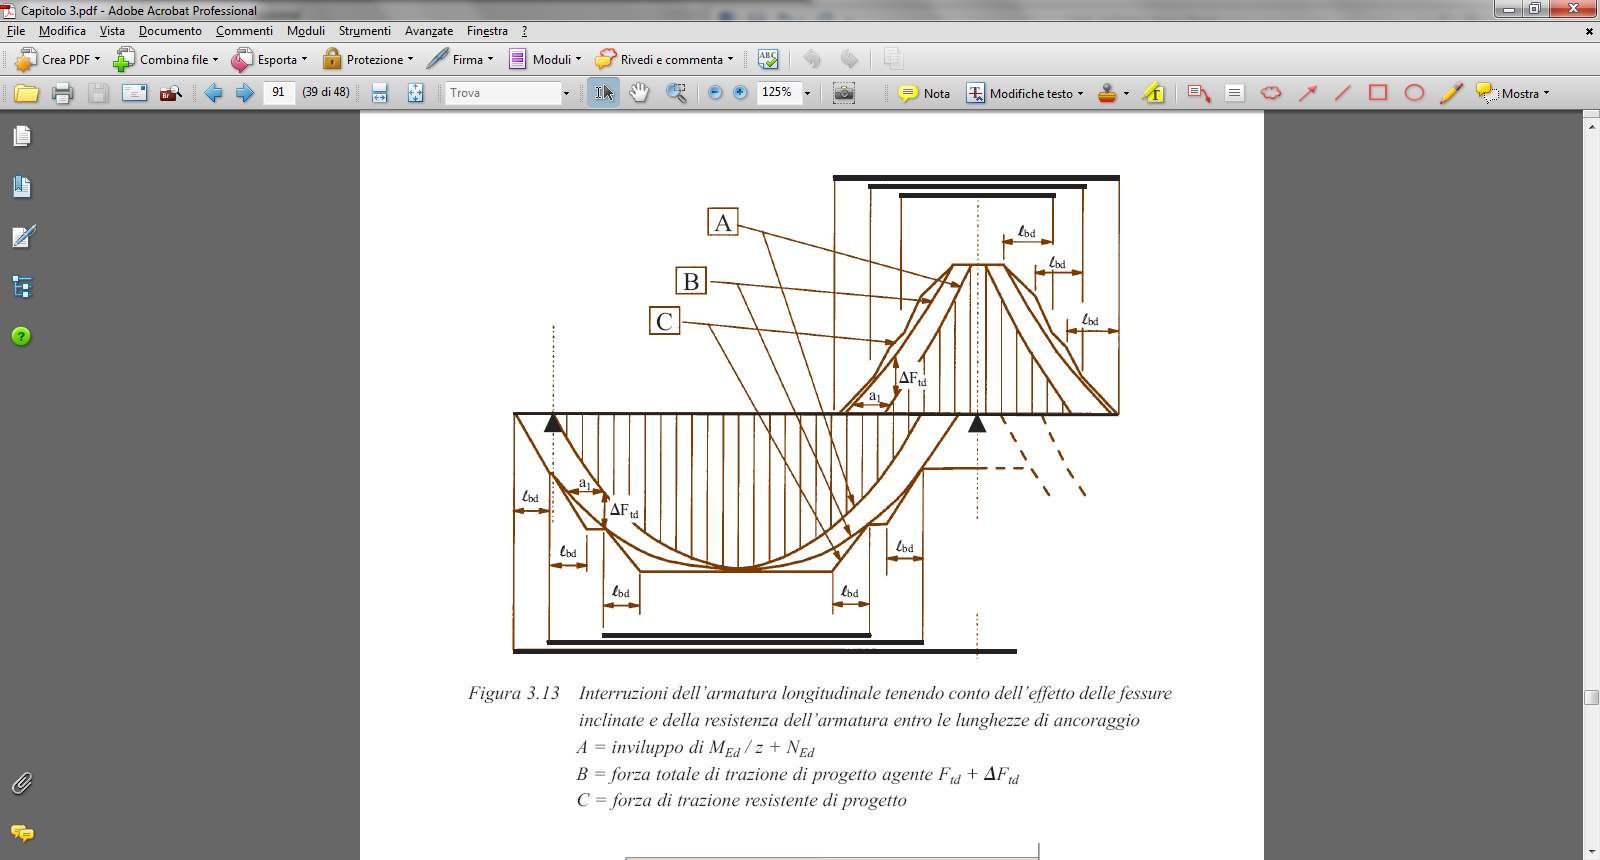 Capitolo 3.pdf - Adobe Acrobat Professional
File Modifica Vista Documento Commenti Moduli Strumenti Avanzate Finestra ?
Crea PDF Combina file Esporta Protezione Firma Moduli Rivedi e commenta
91 (39 di 48) Trova 125% Nota Modifiche testo Mostra
A
ℓbd
ℓbd
B
C
ℓbd
ΔFtd
a1
a1
ℓbd
ΔFtd
ℓbd
ℓbd
ℓbd
ℓbd
Figura 3.13 Interruzioni dell'armatura longitudinale tenendo conto dell'effetto delle fessure
inclinate e della resistenza dell'armatura entro le lunghezze di ancoraggio
A = inviluppo di MEd / z + NEd
B = forza totale di trazione di progetto agente Ftd + ΔFtd
C = forza di trazione resistente di progetto